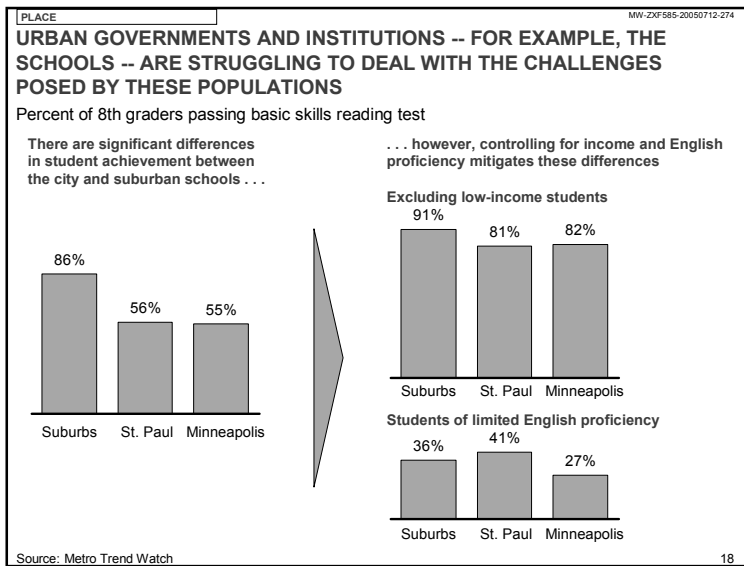 PLACE
MW-ZXF585-20050712-274
URBAN GOVERNMENTS AND INSTITUTIONS -- FOR EXAMPLE, THE
SCHOOLS -- ARE STRUGGLING TO DEAL WITH THE CHALLENGES
POSED BY THESE POPULATIONS
Percent of 8th graders passing basic skills reading test
There are significant differences
in student achievement between
the city and suburban schools . . .
86%
56%
55%
Suburbs St. Paul Minneapolis
. . . however, controlling for income and English
proficiency mitigates these differences
Excluding low-income students
91%
81%
82%
Suburbs St. Paul Minneapolis
Students of limited English proficiency
36%
41%
27%
Suburbs St. Paul Minneapolis
Source: Metro Trend Watch
18